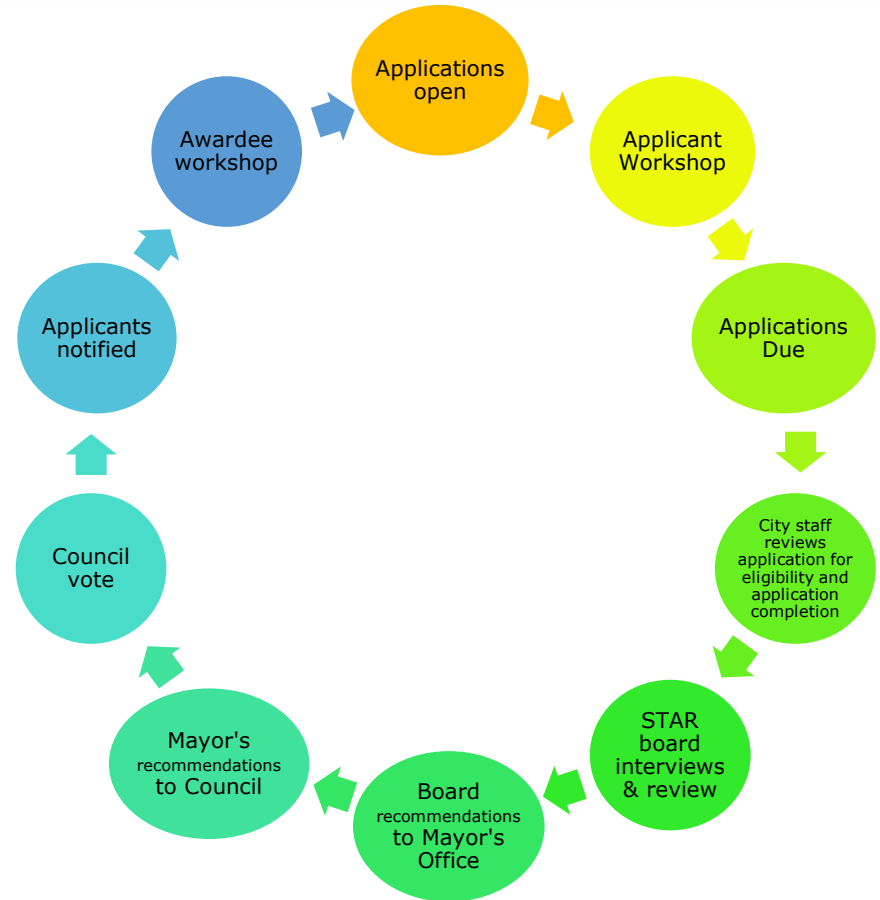 Applications
open
Applicant
Workshop
Applications
Due
City staff
reviews
application for
eligibility and
application
completion
STAR
board
interviews
& review
Board
recommendations
to Mayor's
Office
Mayor's
recommendations
to Council
Council
vote
Applicants
notified
Awardee
workshop